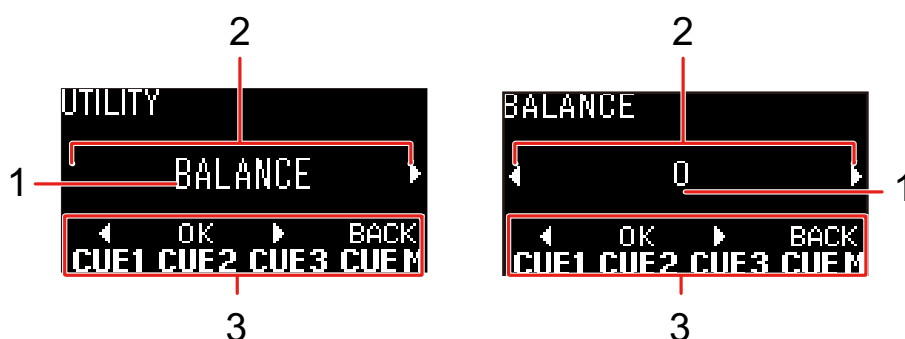 2 2
UTILITY
BALANCE
1 BALANCE
0 1
◀ OK ▶ BACK
CUE1 CUE2 CUE3 CUE M
◀ OK ▶ BACK
CUE1 CUE2 CUE3 CUE M
3 3